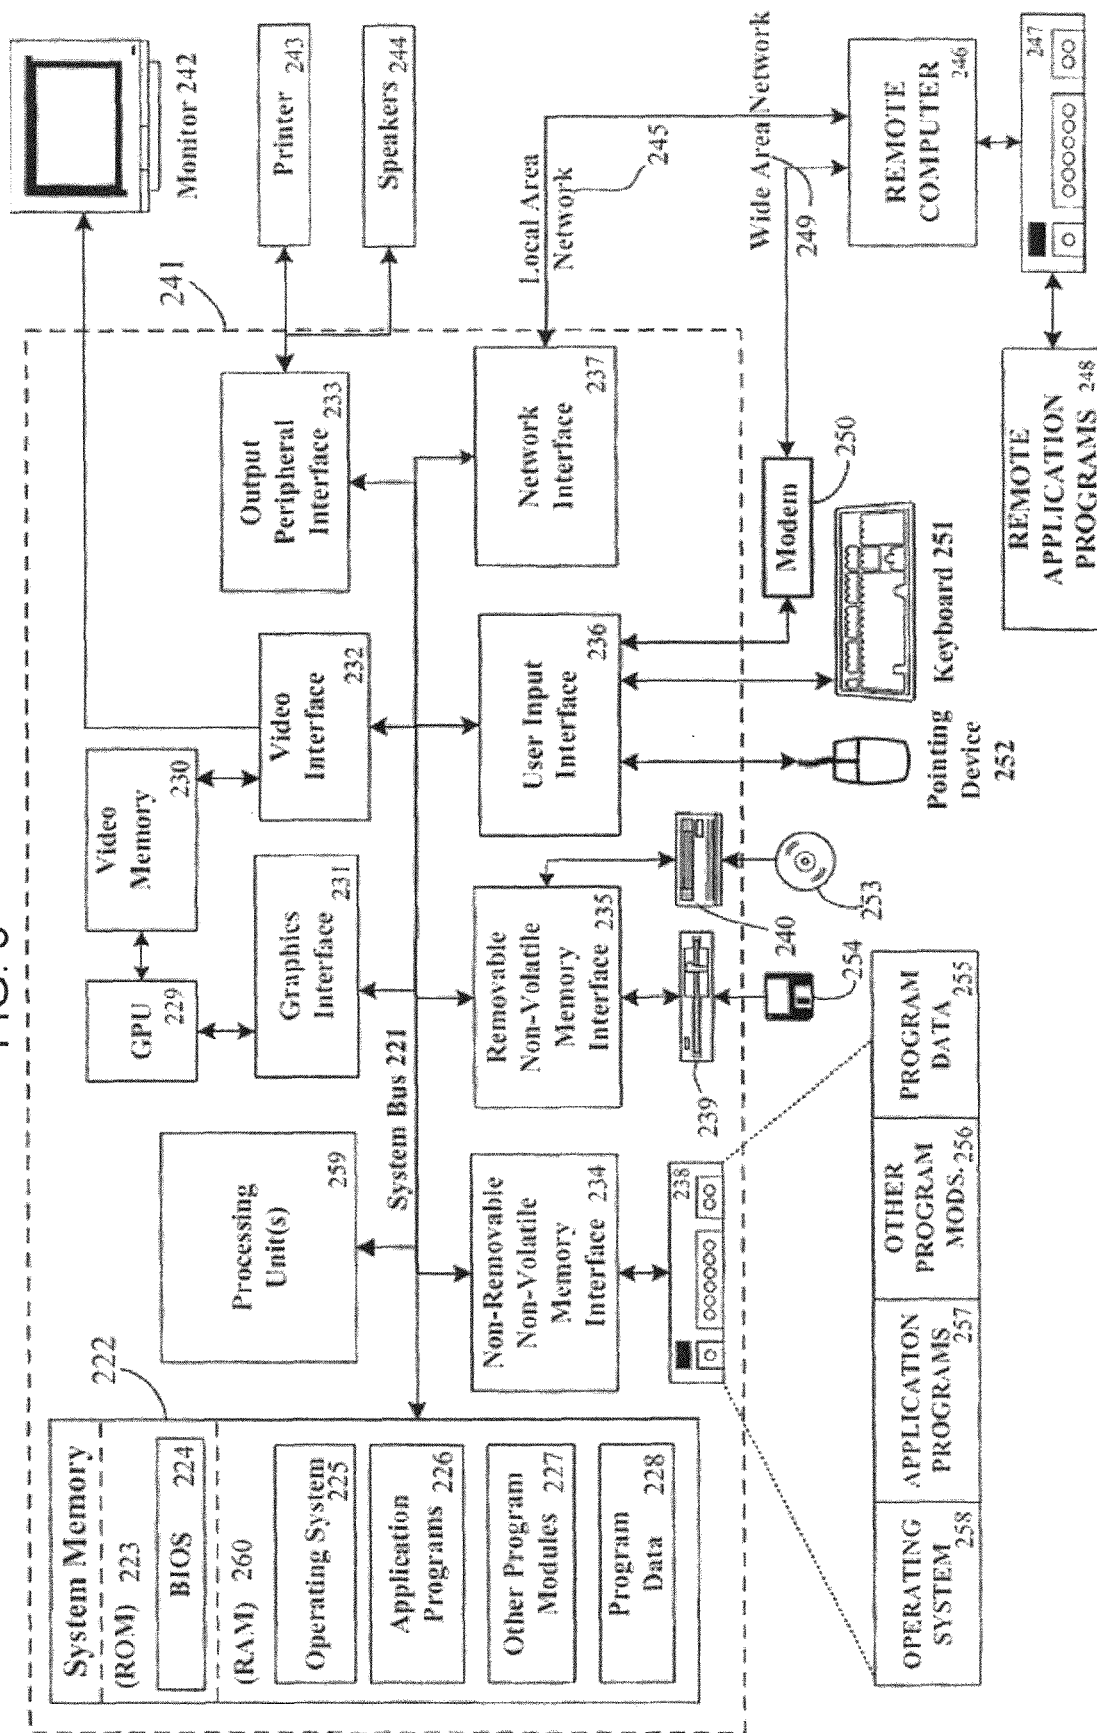 FIG.
System Memory
(ROM) 223
BIOS 224
(RAM) 260
Operating System
225
Application
Programs 226
Other Program
Modules 227
Program
Data 228
222
Processing
Unit(s)
259
GPU
229
Video
Memory
230
Graphics
Interface
231
Video
Interface
232
Output
Peripheral
Interface
233
241
Monitor 242
Printer
243
Speakers
244
System Bus 221
Non-Removable
Non-Volatile
Memory
Interface
234
Removable
Non-Volatile
Memory
Interface
235
User Input
Interface
236
Network
Interface
237
Local Area
Network
245
238
239
240
254
253
Modem
250
Wide Area Network
249
Pointing
Device
252
Keyboard 251
REMOTE
COMPUTER
246
247
REMOTE
APPLICATION
PROGRAMS 248
OPERATING
SYSTEM
258
APPLICATION
PROGRAMS
257
OTHER
PROGRAM
MODS. 256
PROGRAM
DATA
255